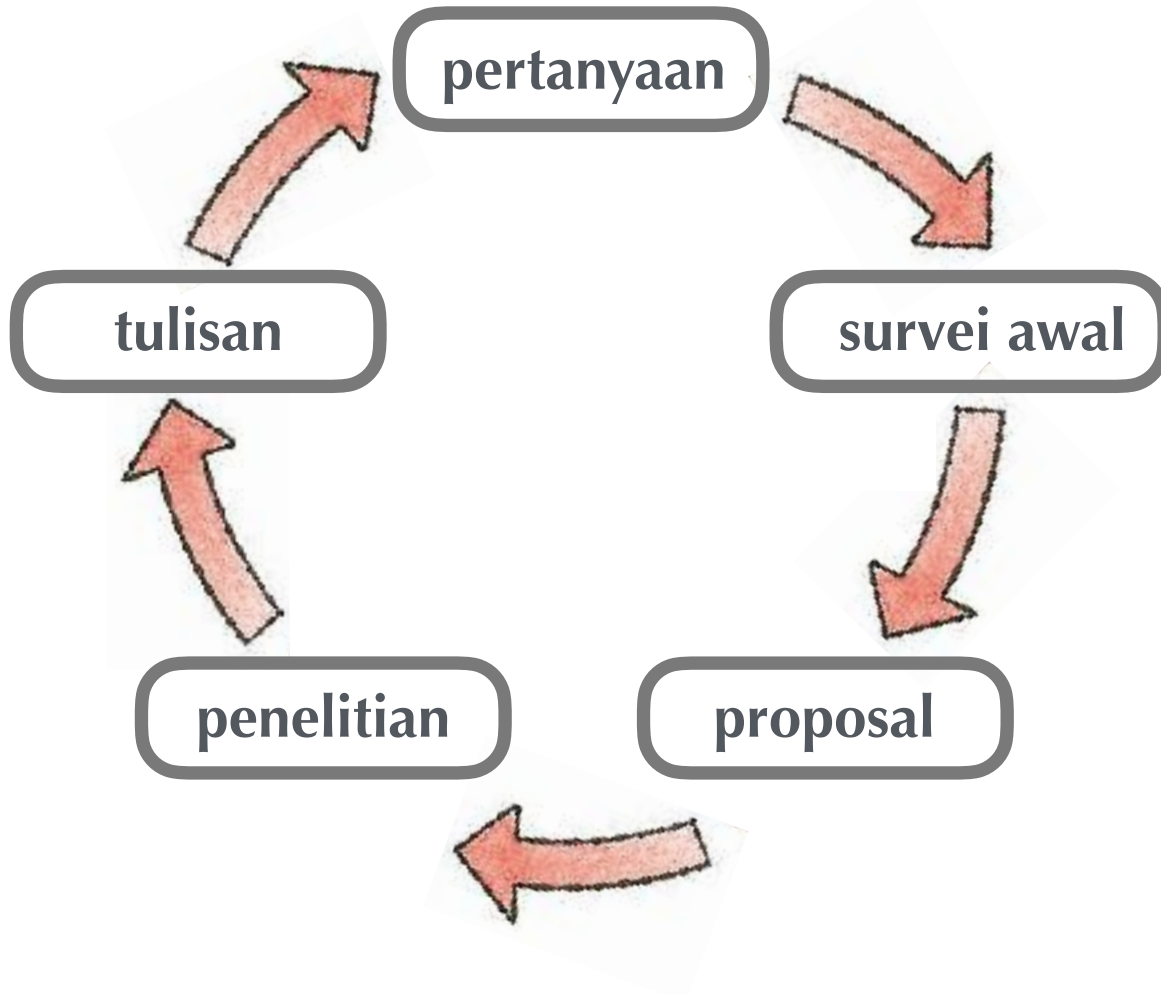 pertanyaan
survei awal
proposal
penelitian
tulisan